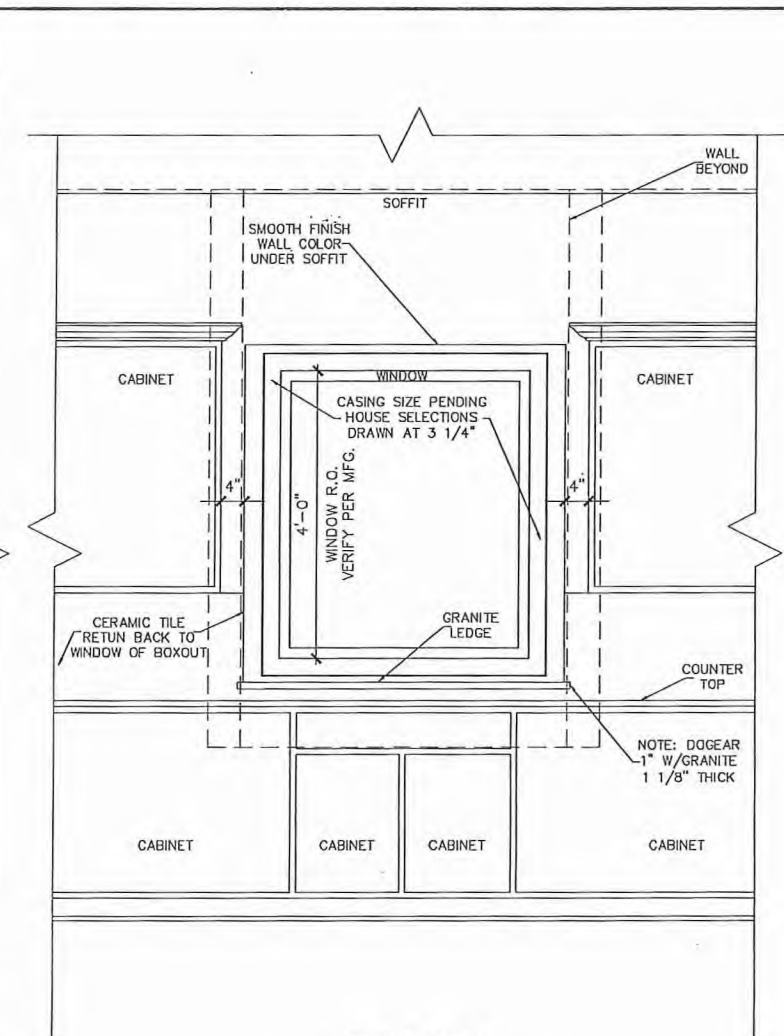 WALL
BEYOND
SOFFIT
SMOOTH FINISH
WALL COLOR
UNDER SOFFIT
CABINET
WINDOW
CABINET
CASING SIZE PENDING
HOUSE SELECTIONS
DRAWN AT 3 1/4"
4"
4'-0"
WINDOW R.O.
VERIFY PER MFG.
4"
CERAMIC TILE
RETUN BACK TO
WINDOW OF BOXOUT
GRANITE
LEDGE
COUNTER
TOP
NOTE: DOGEAR
1" W/GRANITE
1 1/8" THICK
CABINET
CABINET
CABINET
CABINET